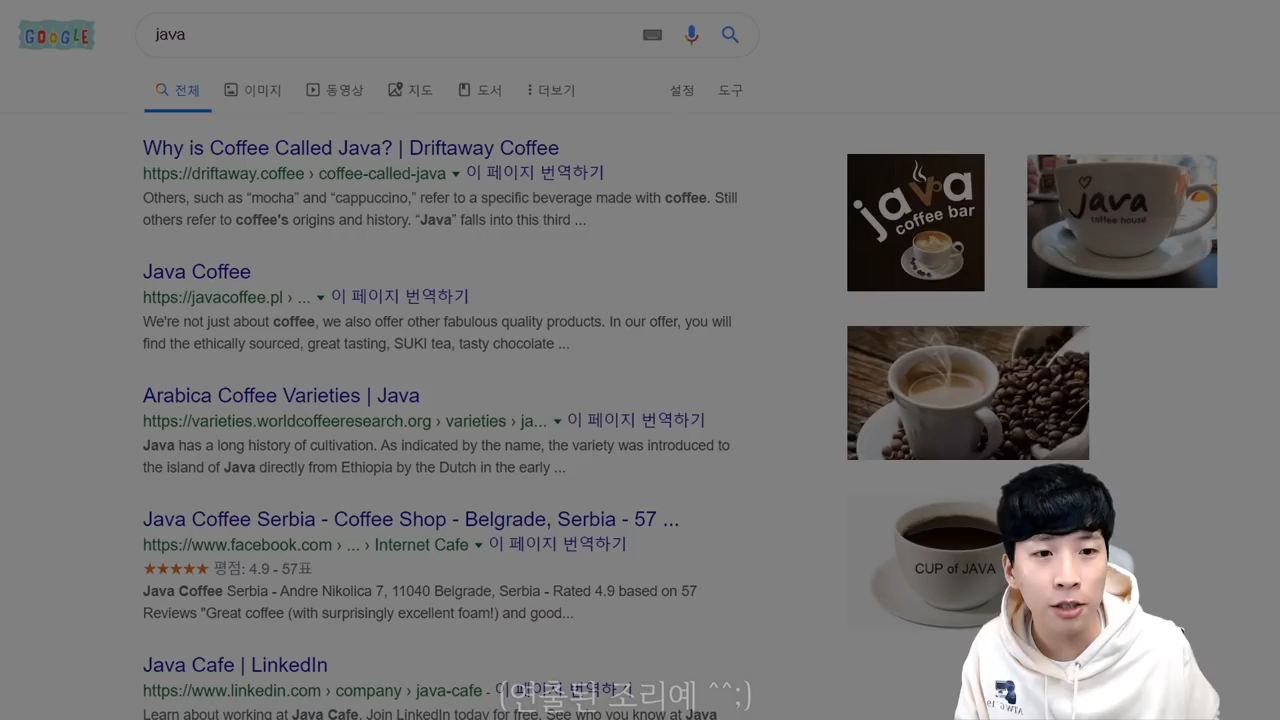 GOOGLE
java
전체
이미지
동영상
지도
도서
더보기
설정
도구
Why is Coffee Called Java? | Driftaway Coffee
https://driftaway.coffee › coffee-called-java ▾ 이 페이지 번역하기
Others, such as “mocha” and “cappuccino,” refer to a specific beverage made with coffee. Still
others refer to coffee's origins and history. “Java” falls into this third ...
Java Coffee
https://javacoffee.pl › ... ▾ 이 페이지 번역하기
We're not just about coffee, we also offer other fabulous quality products. In our offer, you will
find the ethically sourced, great tasting, SUKI tea, tasty chocolate ...
Arabica Coffee Varieties | Java
https://varieties.worldcoffeeresearch.org › varieties › ja... ▾ 이 페이지 번역하기
Java has a long history of cultivation. As indicated by the name, the variety was introduced to
the island of Java directly from Ethiopia by the Dutch in the early ...
Java Coffee Serbia - Coffee Shop - Belgrade, Serbia - 57 ...
https://www.facebook.com › ... › Internet Cafe ▾ 이 페이지 번역하기
★★★★★ 평점: 4.9 - 57표
Java Coffee Serbia - Andre Nikolica 7, 11040 Belgrade, Serbia - Rated 4.9 based on 57
Reviews "Great coffee (with surprisingly excellent foam!) and good...
Java Cafe | LinkedIn
https://www.linkedin.com › company › java-cafe
Learn about working at Java Cafe. Join LinkedIn today for free. See who you know at Java
java
coffee bar
java
coffee house
CUP of JAVA
(연출된 조리예 ^^;)